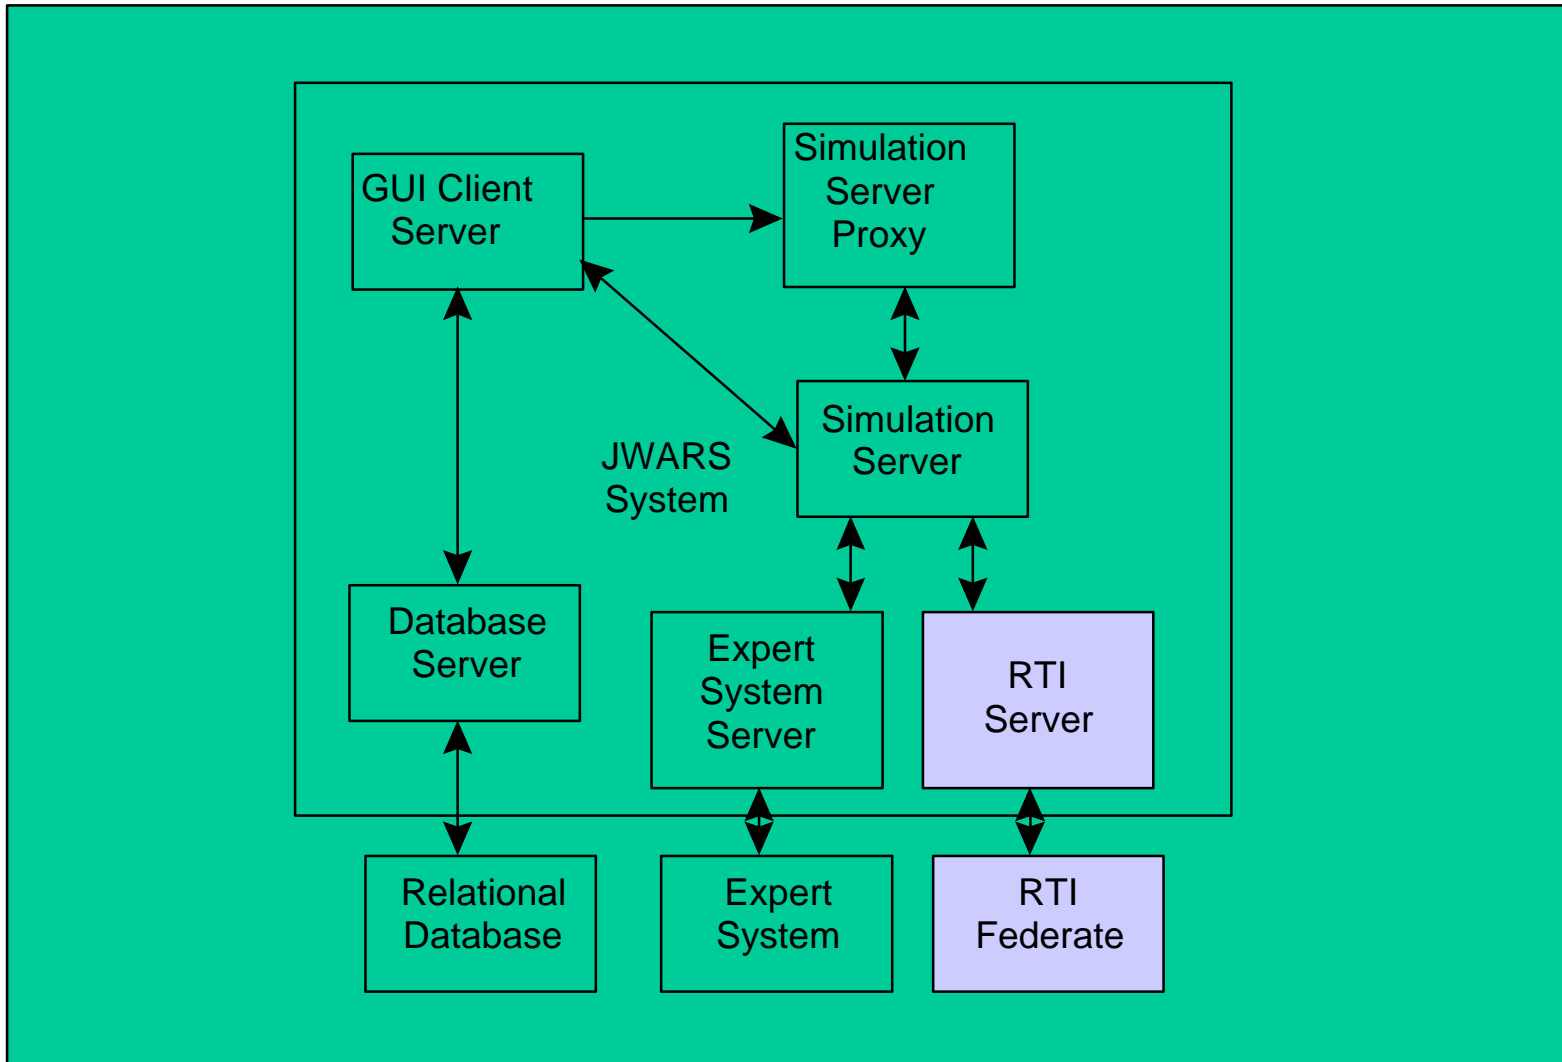 GUI Client
Server
Simulation
Server
Proxy
Simulation
Server
JWARS
System
Database
Server
Expert
System
Server
RTI
Server
Relational
Database
Expert
System
RTI
Federate